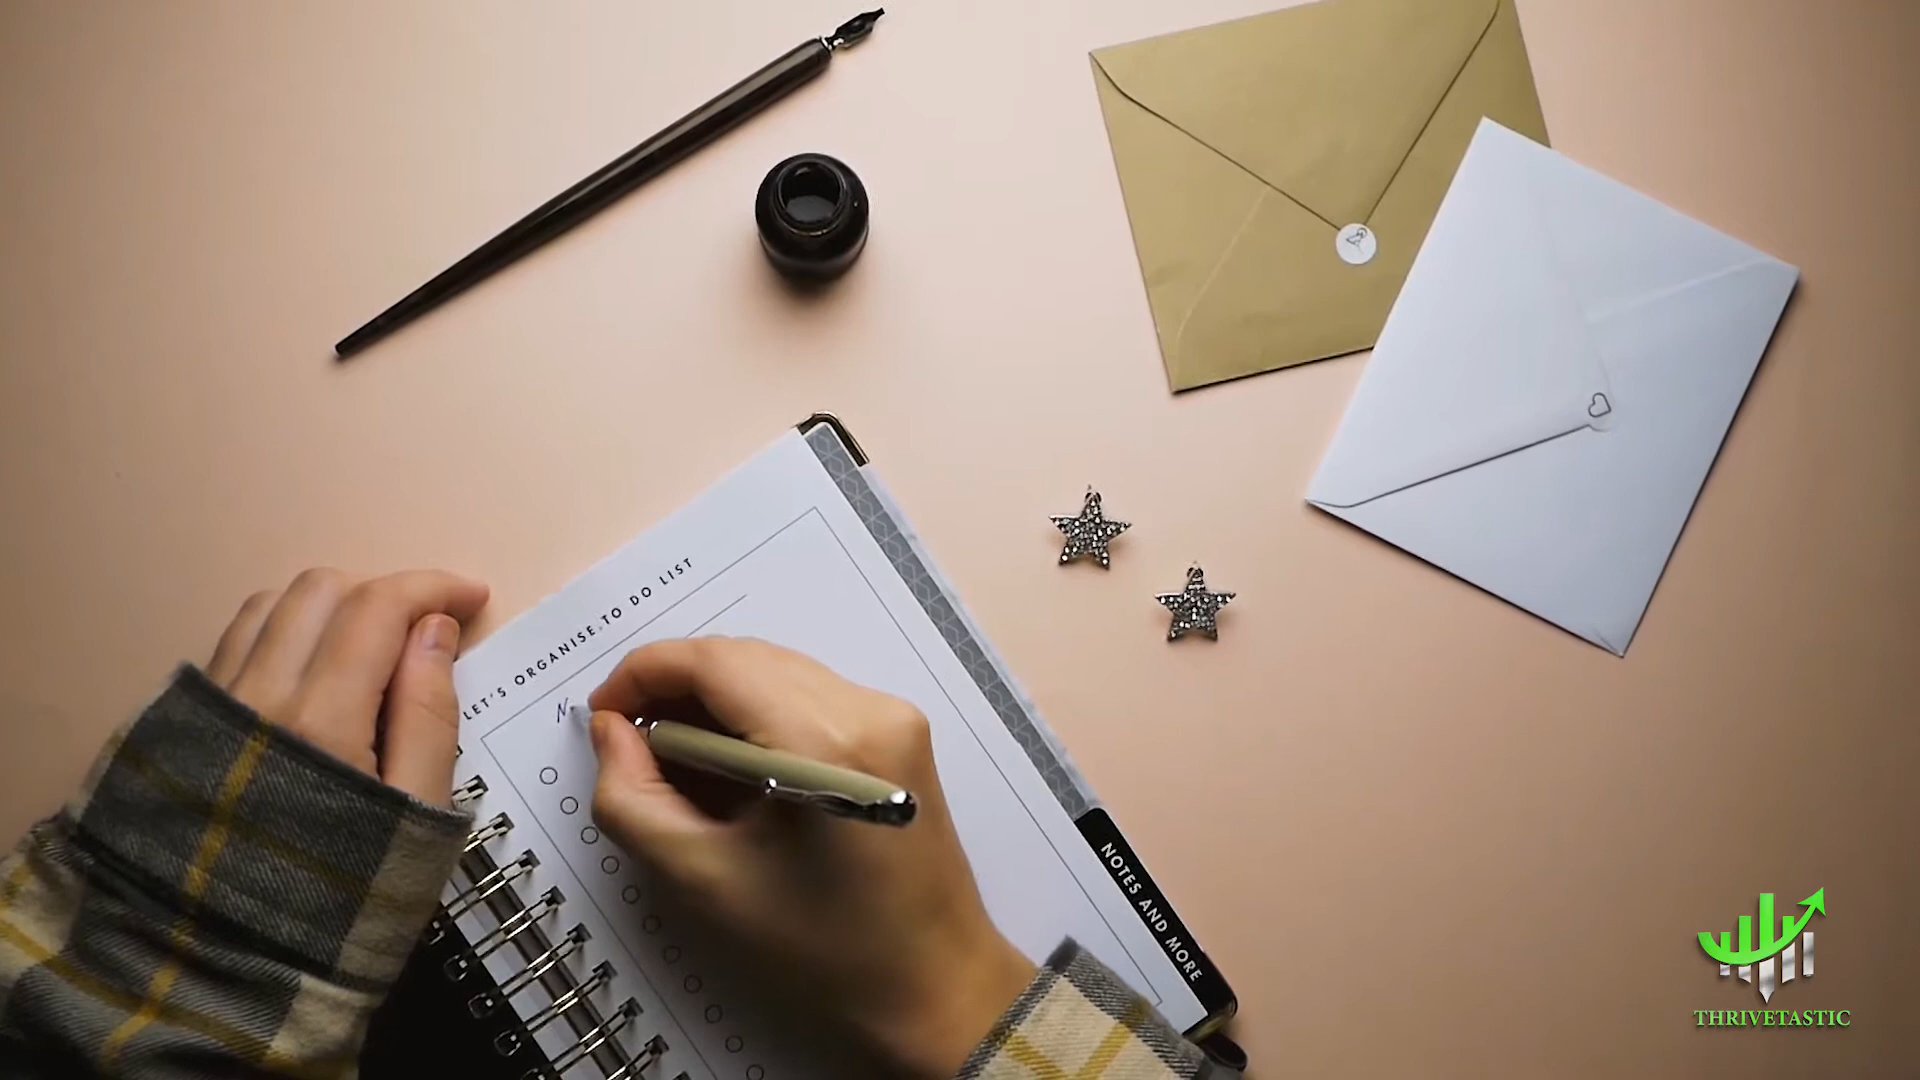 LET'S ORGANISE.TO DO LIST
N
NOTES AND MORE
THRIVETASTIC